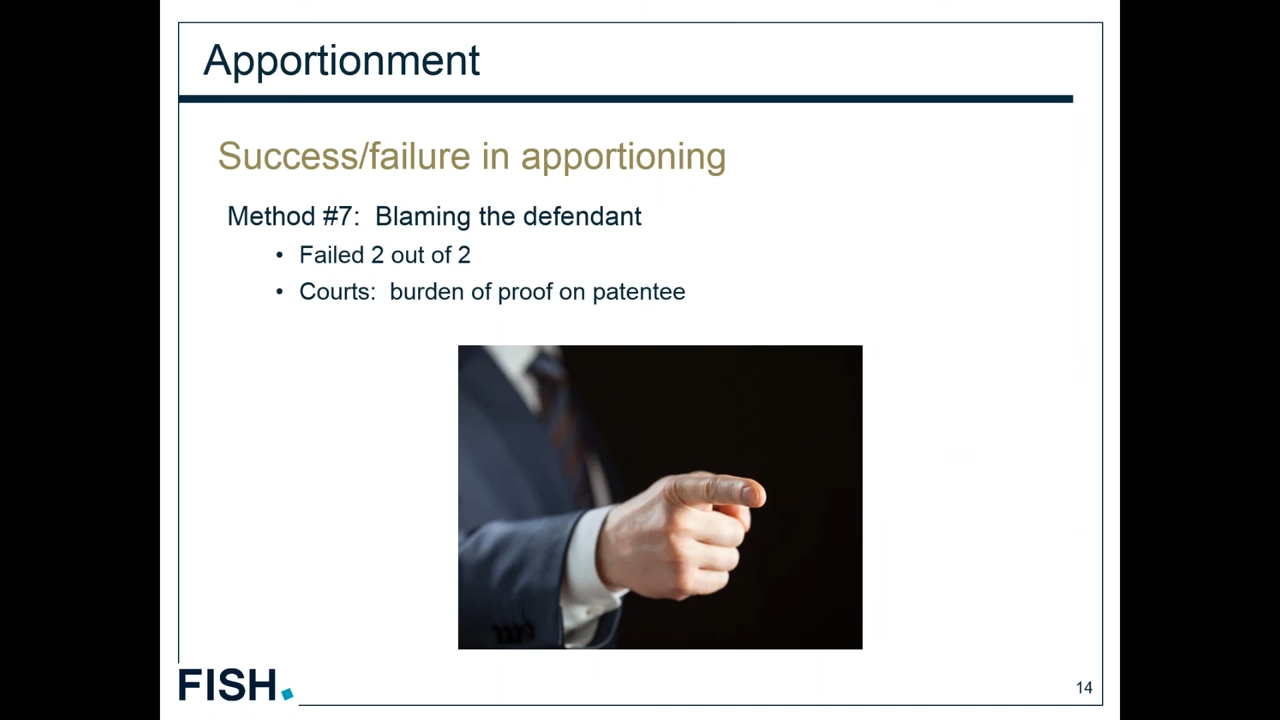 Apportionment
Success/failure in apportioning
Method #7: Blaming the defendant
• Failed 2 out of 2
• Courts: burden of proof on patentee
FISH.
14